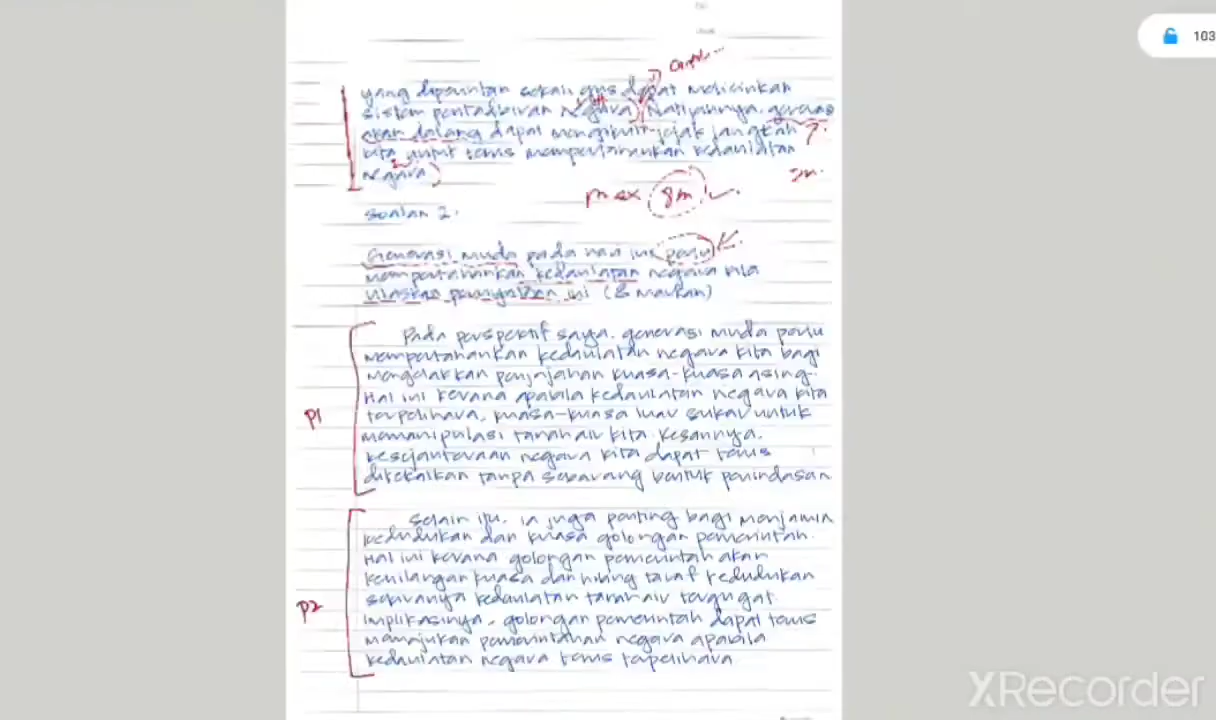 103
Contoh...
yang diperintah sekali gus dapat melicinkan
sistem pentadbiran negara. Natijahnya, generasi
akan datang dapat mengikuti jejak langkah ?
kita untuk terus mempertahankan kedaulatan
negara
max 8m
Soalan 2.
Generasi muda pada hari ini perlu
mempertahankan kedaulatan negara kita
ulaskan pernyataan ini (8 markah)
Pada perspektif saya, generasi muda perlu
mempertahankan kedaulatan negara kita bagi
mengelakkan penjajahan kuasa-kuasa asing.
Hal ini kerana apabila kedaulatan negara kita
P1
terpelihara, kuasa-kuasa luar sukar untuk
memanipulasi tanah air kita. Kesannya,
kesejahteraan negara kita dapat terus
dikekalkan tanpa sebarang bentuk penindasan
Selain itu, ia juga penting bagi menjamin
kedudukan dan kuasa golongan pemerintah.
Hal ini kerana golongan pemerintah akan
kehilangan kuasa dan hilang taraf kedudukan
P2
sekiranya kedaulatan tanah air tergugat.
Implikasinya, golongan pemerintah dapat terus
memajukan pemerintahan negara apabila
kedaulatan negara terus terpelihara
XRecorder